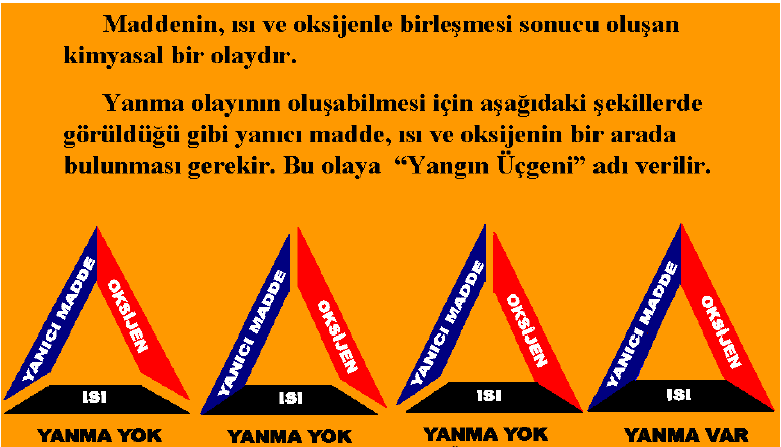 Maddenin, ısı ve oksijenle birleşmesi sonucu oluşan
kimyasal bir olaydır.
Yanma olayının oluşabilmesi için aşağıdaki şekillerde
görüldüğü gibi yanıcı madde, ısı ve oksijenin bir arada
bulunması gerekir. Bu olaya “Yangın Üçgeni” adı verilir.
YANICI MADDE
OKSİJEN
ISI
YANMA YOK
YANICI MADDE
OKSİJEN
ISI
YANMA YOK
YANICI MADDE
OKSİJEN
ISI
YANMA YOK
YANICI MADDE
OKSİJEN
ISI
YANMA VAR